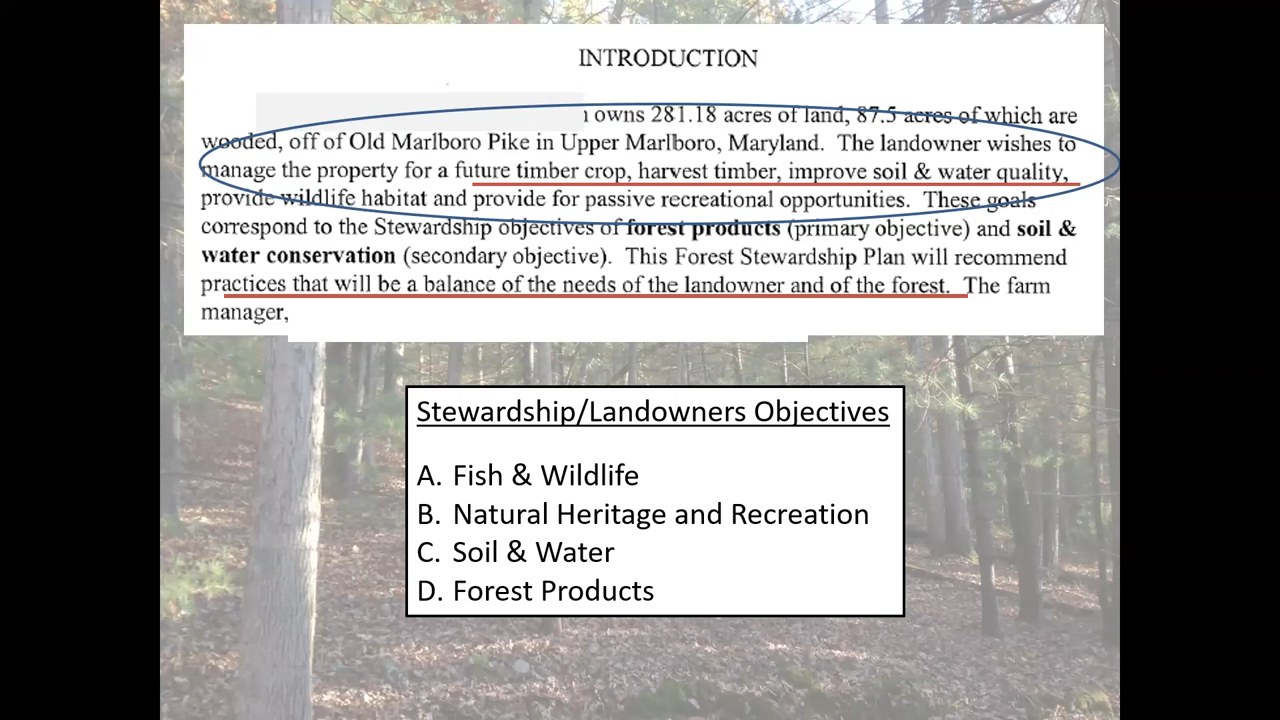 INTRODUCTION
owns 281.18 acres of land, 87.5 acres of which are
wooded, off of Old Marlboro Pike in Upper Marlboro, Maryland. The landowner wishes to
manage the property for a future timber crop, harvest timber, improve soil & water quality,
provide wildlife habitat and provide for passive recreational opportunities. These goals
correspond to the Stewardship objectives of forest products (primary objective) and soil &
water conservation (secondary objective). This Forest Stewardship Plan will recommend
practices that will be a balance of the needs of the landowner and of the forest. The farm
manager,
Stewardship/Landowners Objectives
A. Fish & Wildlife
B. Natural Heritage and Recreation
C. Soil & Water
D. Forest Products